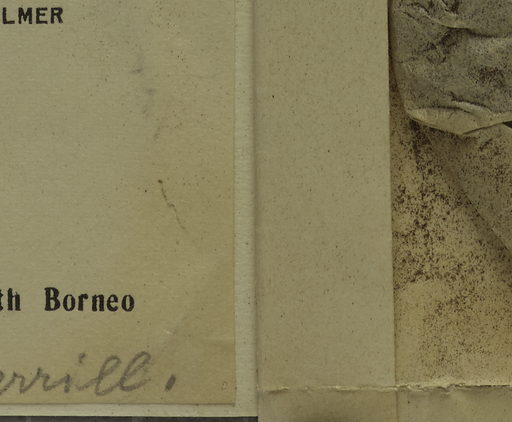 LMER
th Borneo
errill.